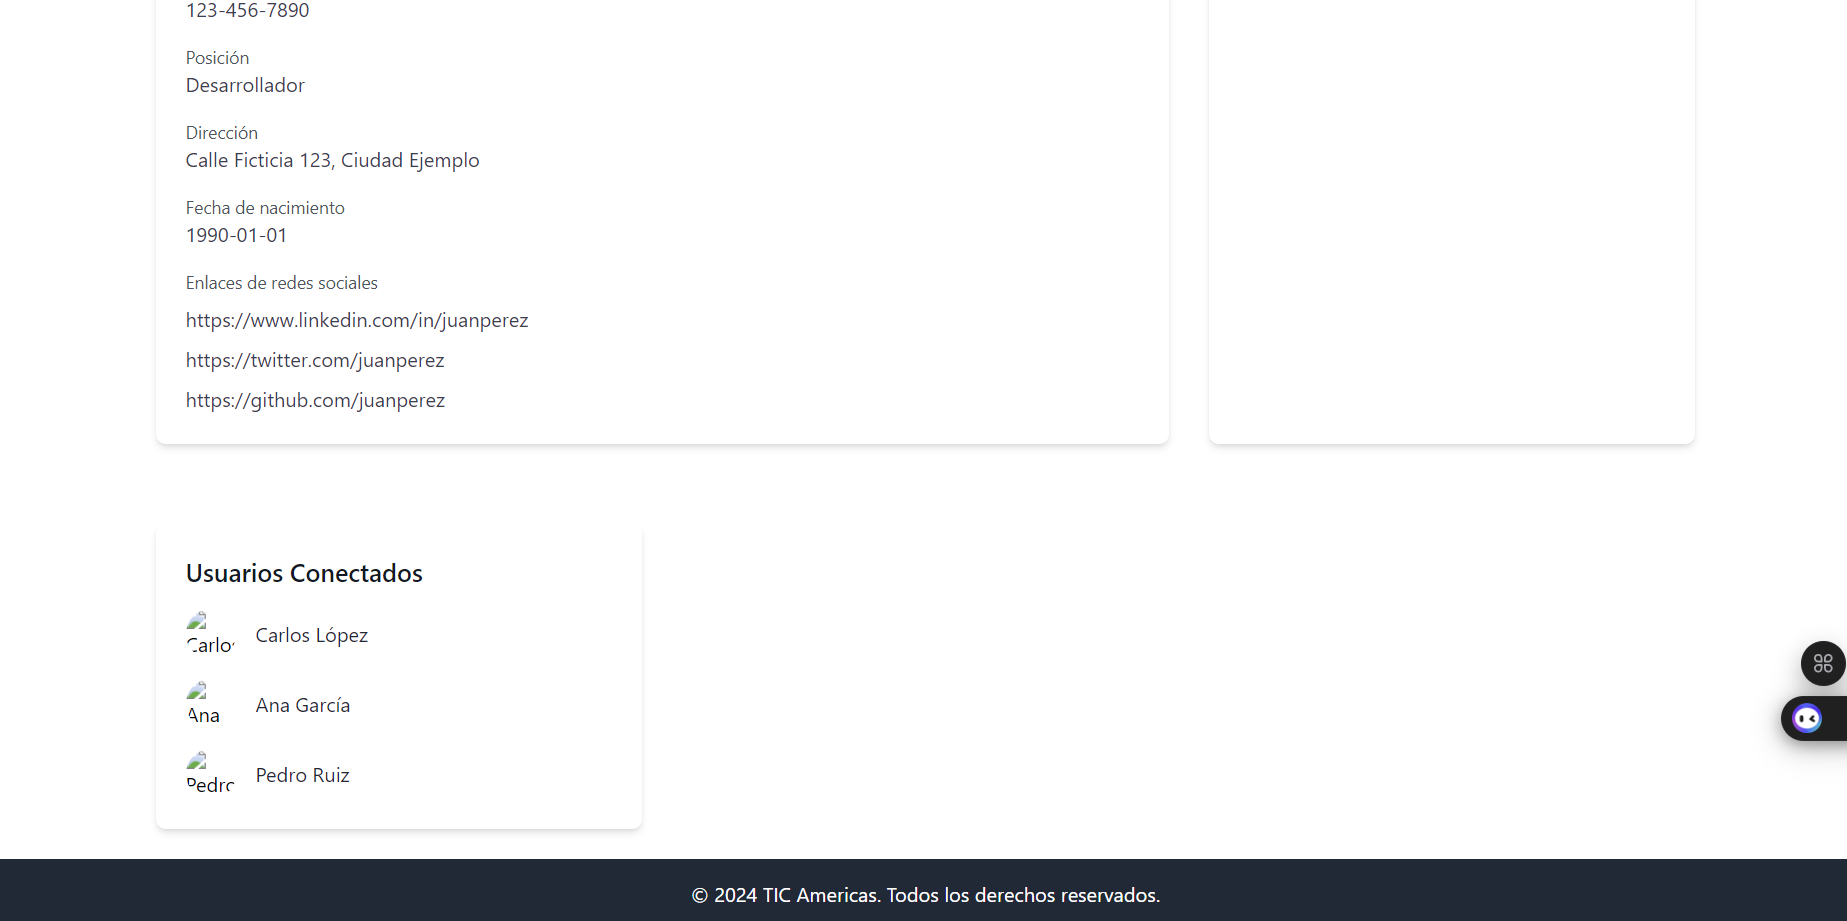 123-456-7890
Posición
Desarrollador
Dirección
Calle Ficticia 123, Ciudad Ejemplo
Fecha de nacimiento
1990-01-01
Enlaces de redes sociales
https://www.linkedin.com/in/juanperez
https://twitter.com/juanperez
https://github.com/juanperez
Usuarios Conectados
Carlos Carlos López
Ana Ana García
Pedro Pedro Ruiz
© 2024 TIC Americas. Todos los derechos reservados.